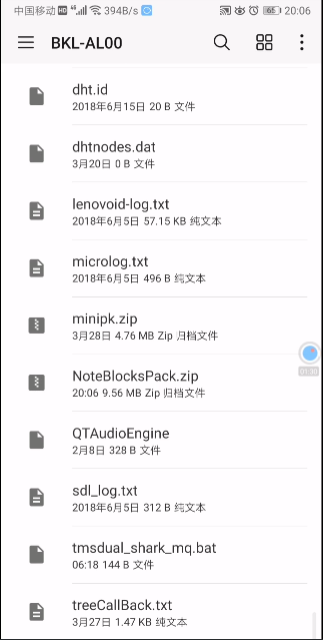 中国移动 HD 4G 394B/s 65 20:06
BKL-AL00
dht.id
2018年6月15日 20 B 文件
dhtnodes.dat
3月20日 0 B 文件
lenovoid-log.txt
2018年6月5日 57.15 KB 纯文本
microlog.txt
2018年6月5日 496 B 纯文本
minipk.zip
3月28日 4.76 MB Zip 归档文件
01:30
NoteBlocksPack.zip
20:06 9.56 MB Zip 归档文件
QTAudioEngine
2月8日 328 B 文件
sdl_log.txt
2018年6月5日 312 B 纯文本
tmsdual_shark_mq.bat
06:18 144 B 文件
treeCallBack.txt
3月27日 1.47 KB 纯文本